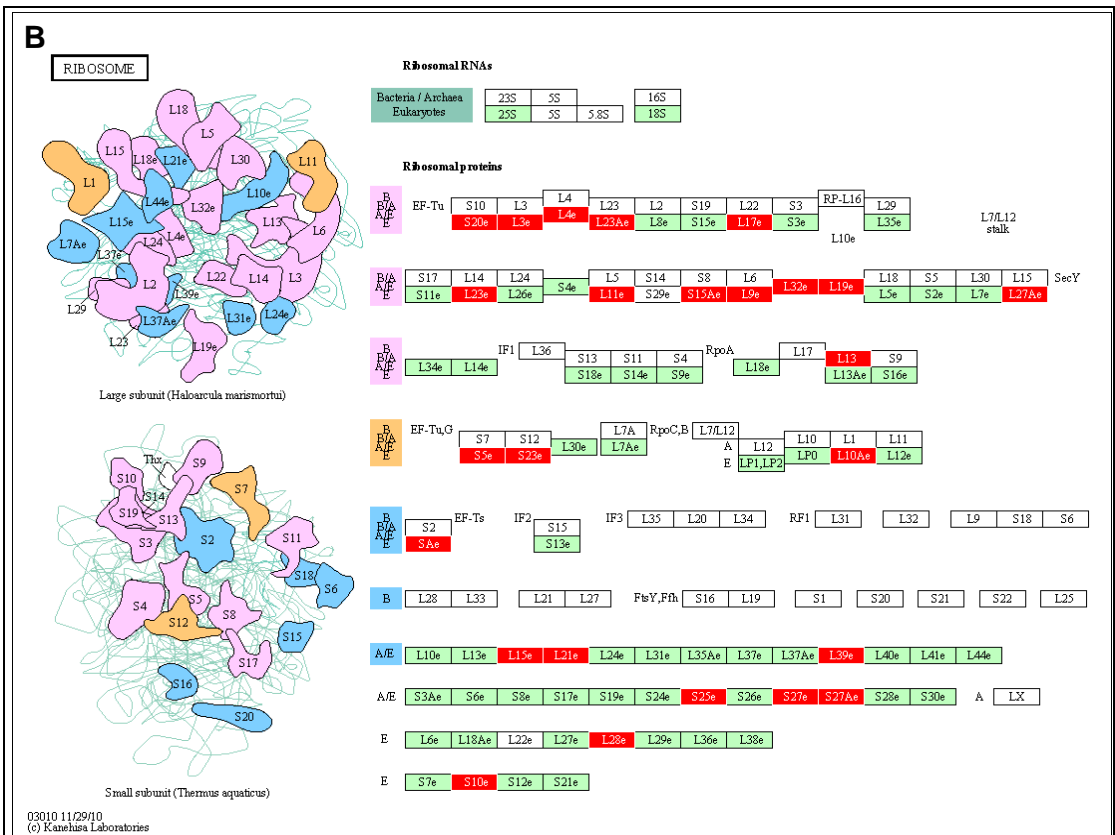 B
RIBOSOME
Ribosomal RNAs
Bacteria / Archaea
Eukaryotes
23S 5S 16S
25S 5S 5.8S 18S
Ribosomal proteins
L18
L5
L15
L18e
L21e
L30
L11
L1
L44e
L10e
L32e
L15e
L13
L6
L7Ae
L24
L4e
L37e
L22
L14
L3
L2
L39e
L29
L37Ae
L31e
L24e
L23
L19e
Large subunit (Haloarcula marismortui)
B
B/A
A/E
E
EF-Tu
S10 L3 L4 L23 L2 S19 L22 S3 RP-L16 L29
S20e L3e L4e L23Ae L8e S15e L17e S3e L10e L35e
L7/L12
stalk
B
B/A
A/E
E
S17 L14 L24 L5 S14 S8 L6 L18 S5 L30 L15 SecY
S11e L23e L26e S4e L11e S29e S15Ae L9e L32e L19e L5e S2e L7e L27Ae
B
B/A
A/E
E
IF1 L36 S13 S11 S4 RpoA L17 L13 S9
L34e L14e S18e S14e S9e L18e L13Ae S16e
B
B/A
A/E
E
EF-Tu,G S7 S12 L7A RpoC,B L7/L12
S5e S23e L30e L7Ae
A L12 L10 L1 L11
E LP1,LP2 LP0 L10Ae L12e
B
B/A
A/E
E
S2 EF-Ts IF2 S15 IF3 L35 L20 L34 RF1 L31 L32 L9 S18 S6
SAe S13e
B L28 L33 L21 L27 FtsY,Ffh S16 L19 S1 S20 S21 S22 L25
A/E L10e L13e L15e L21e L24e L31e L35Ae L37e L37Ae L39e L40e L41e L44e
A/E S3Ae S6e S8e S17e S19e S24e S25e S26e S27e S27Ae S28e S30e A LX
E L6e L18Ae L22e L27e L28e L29e L36e L38e
E S7e S10e S12e S21e
Thx
S9
S10
S14
S7
S19
S13
S3
S2
S11
S18
S6
S4
S5
S8
S12
S15
S17
S16
S20
Small subunit (Thermus aquaticus)
03010 11/29/10
(c) Kanehisa Laboratories